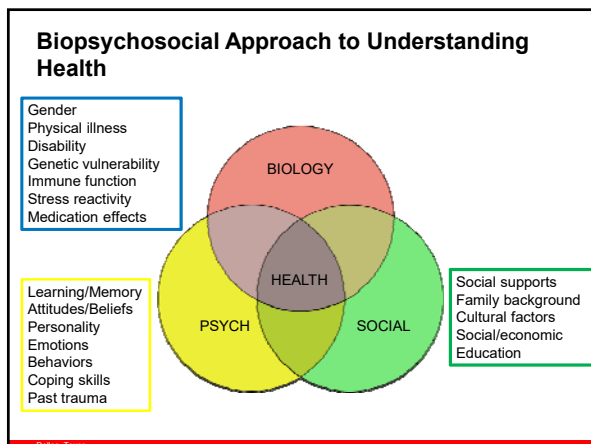 Biopsychosocial Approach to Understanding
Health
Gender
Physical illness
Disability
Genetic vulnerability
Immune function
Stress reactivity
Medication effects
BIOLOGY
HEALTH
PSYCH
SOCIAL
Learning/Memory
Attitudes/Beliefs
Personality
Emotions
Behaviors
Coping skills
Past trauma
Social supports
Family background
Cultural factors
Social/economic
Education